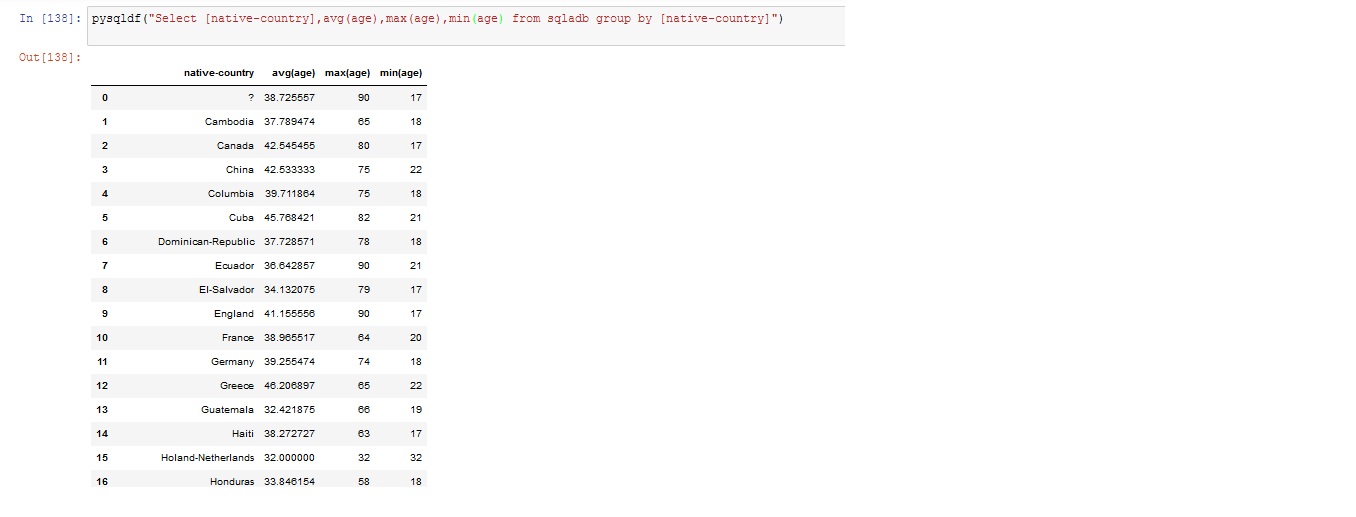 In [138]: pysqldf("Select [native-country],avg(age),max(age),min(age) from sqladb group by [native-country]")
Out[138]:
native-country avg(age) max(age) min(age)
0 ? 38.725557 90 17
1 Cambodia 37.789474 65 18
2 Canada 42.545455 80 17
3 China 42.533333 75 22
4 Columbia 39.711864 75 18
5 Cuba 45.768421 82 21
6 Dominican-Republic 37.728571 78 18
7 Ecuador 36.642857 90 21
8 El-Salvador 34.132075 79 17
9 England 41.155556 90 17
10 France 38.965517 64 20
11 Germany 39.255474 74 18
12 Greece 46.206897 65 22
13 Guatemala 32.421875 66 19
14 Haiti 38.272727 63 17
15 Holand-Netherlands 32.000000 32 32
16 Honduras 33.846154 58 18